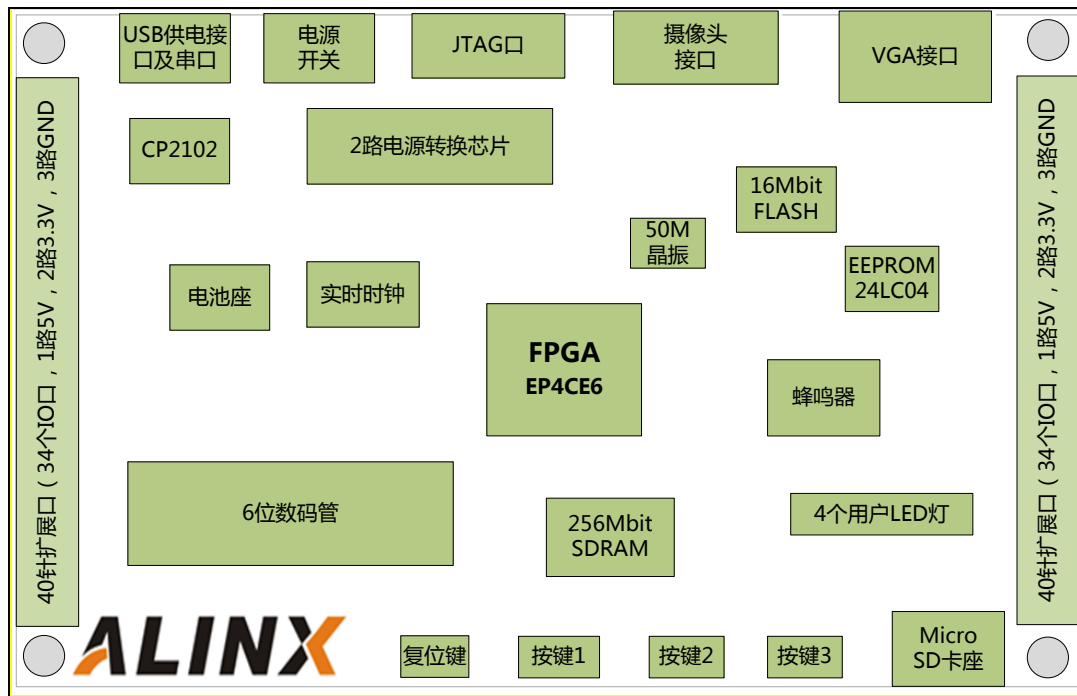 USB供电接
口及串口
电源
开关
JTAG口
摄像头
接口
VGA接口
CP2102
2路电源转换芯片
16Mbit
FLASH
50M
晶振
EEPROM
24LC04
电池座
实时时钟
FPGA
EP4CE6
蜂鸣器
6位数码管
256Mbit
SDRAM
4个用户LED灯
40针扩展口（34个IO口，1路5V，2路3.3V，3路GND
40针扩展口（34个IO口，1路5V，2路3.3V，3路GND
ALINX
复位键
按键1
按键2
按键3
Micro
SD卡座